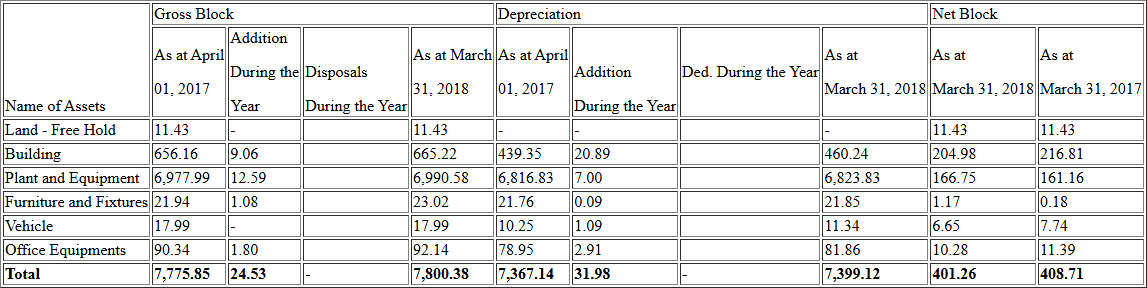 Gross Block Depreciation Net Block
Name of Assets As at April 01, 2017 Addition During the Year Disposals During the Year As at March 31, 2018 As at April 01, 2017 Addition During the Year Ded. During the Year As at March 31, 2018 As at March 31, 2018 As at March 31, 2017
Land - Free Hold 11.43 - 11.43 - - - 11.43 11.43
Building 656.16 9.06 665.22 439.35 20.89 460.24 204.98 216.81
Plant and Equipment 6,977.99 12.59 6,990.58 6,816.83 7.00 6,823.83 166.75 161.16
Furniture and Fixtures 21.94 1.08 23.02 21.76 0.09 21.85 1.17 0.18
Vehicle 17.99 - 17.99 10.25 1.09 11.34 6.65 7.74
Office Equipments 90.34 1.80 92.14 78.95 2.91 81.86 10.28 11.39
Total 7,775.85 24.53 - 7,800.38 7,367.14 31.98 - 7,399.12 401.26 408.71